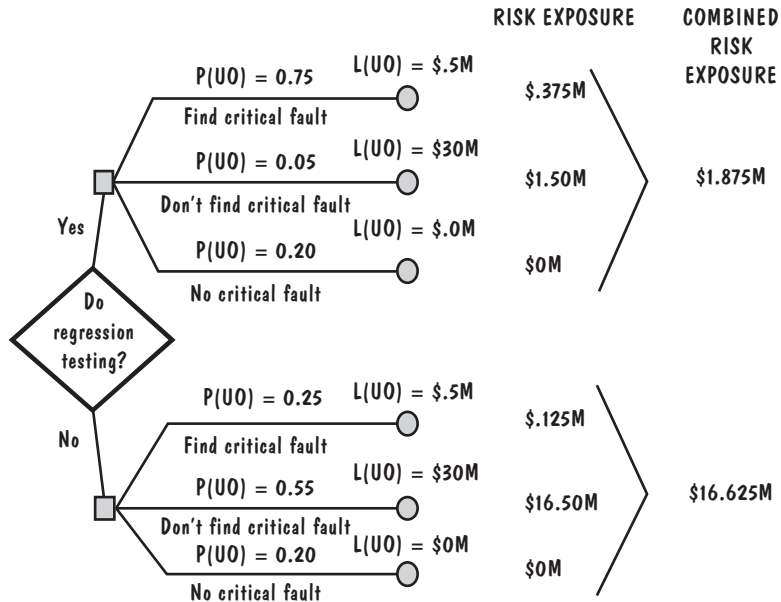 RISK EXPOSURE
COMBINED
RISK
EXPOSURE
P(UO) = 0.75
L(UO) = $.5M
$.375M
Find critical fault
P(UO) = 0.05
L(UO) = $30M
$1.50M
$1.875M
Don't find critical fault
Yes
P(UO) = 0.20
L(UO) = $.0M
$0M
No critical fault
Do
regression
testing?
No
P(UO) = 0.25
L(UO) = $.5M
$.125M
Find critical fault
P(UO) = 0.55
L(UO) = $30M
$16.50M
$16.625M
Don't find critical fault
P(UO) = 0.20
L(UO) = $0M
$0M
No critical fault